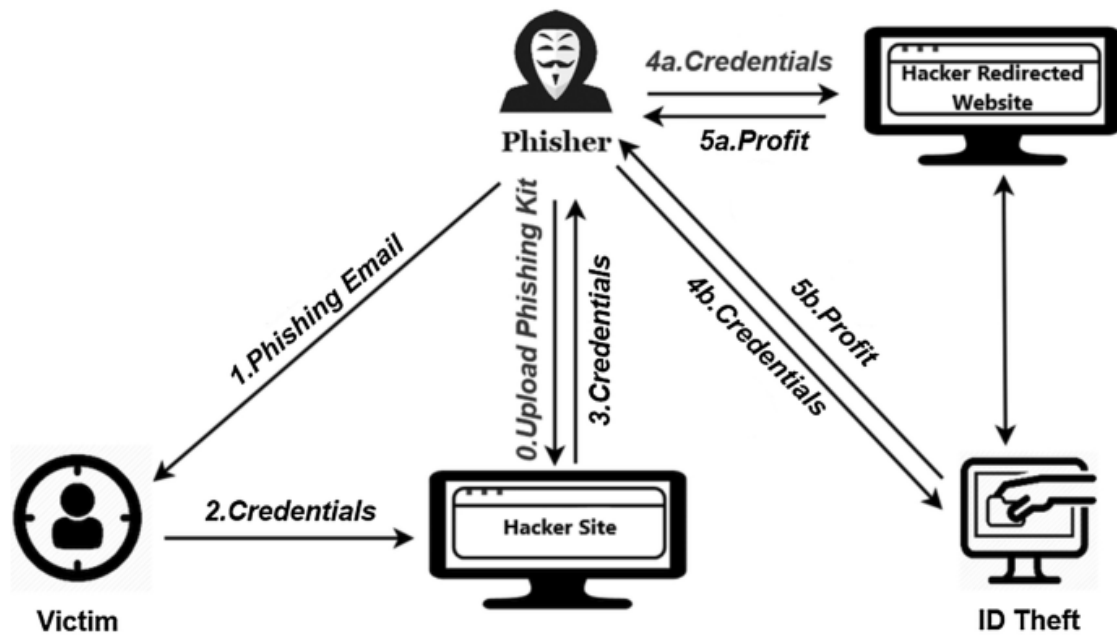 4a.Credentials
Hacker Redirected
Website
Phisher
5a.Profit
0.Upload Phishing Kit
3.Credentials
1.Phishing Email
5b.Profit
4b.Credentials
2.Credentials
Hacker Site
Victim
ID Theft